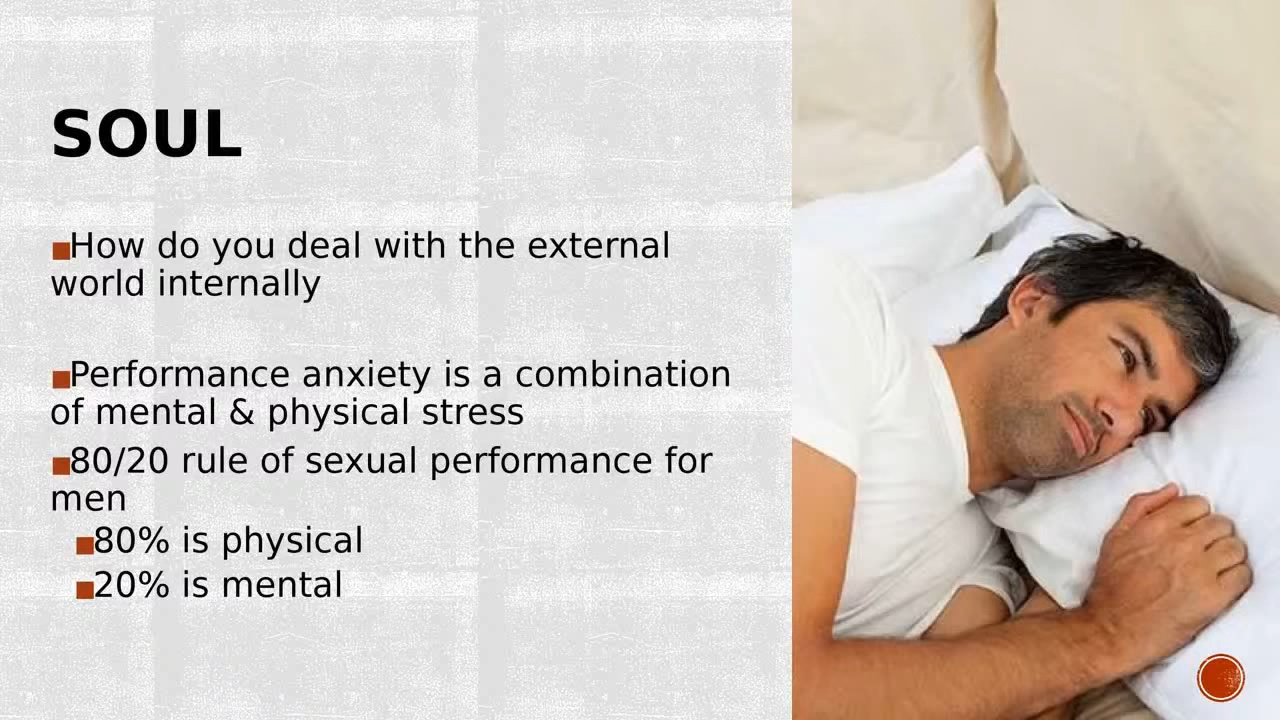 SOUL
How do you deal with the external
world internally
Performance anxiety is a combination
of mental & physical stress
80/20 rule of sexual performance for
men
80% is physical
20% is mental